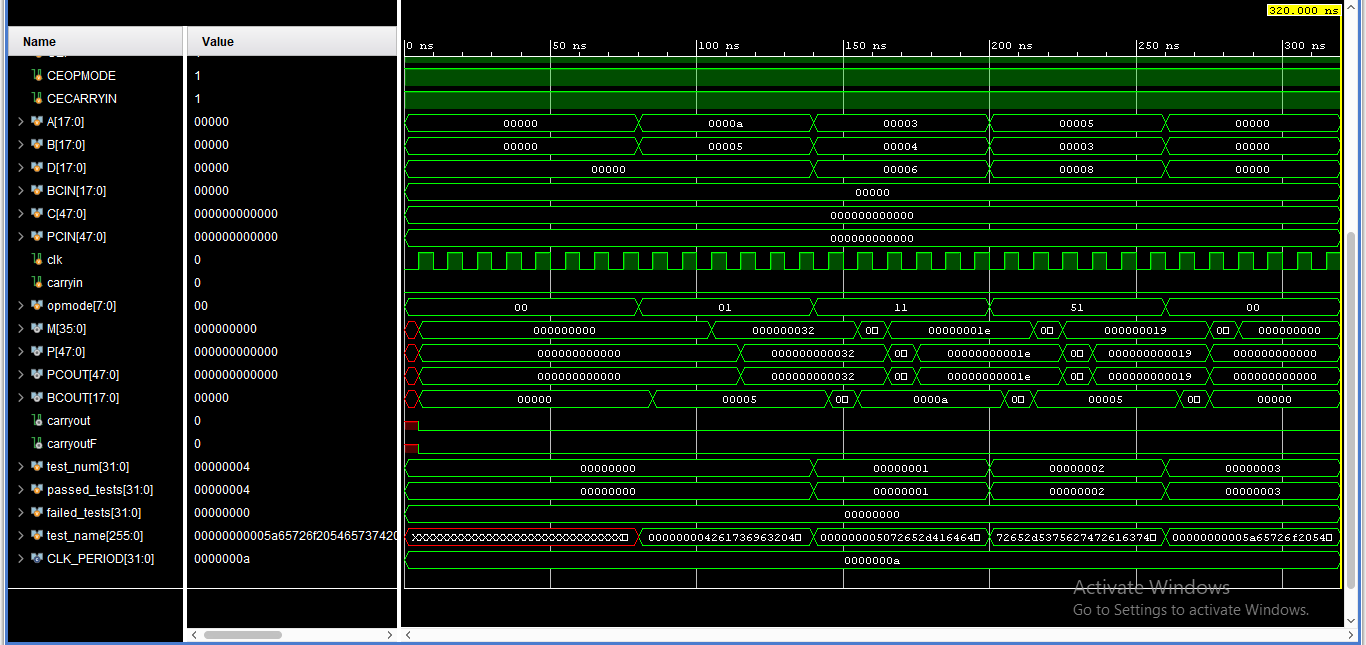 320.000 ns
Name Value
0 ns 50 ns 100 ns 150 ns 200 ns 250 ns 300 ns
CEOPMODE 1
CECARRYIN 1
A[17:0] 00000 00000 0000a 00003 00005 00000
B[17:0] 00000 00000 00005 00004 00003 00000
D[17:0] 00000 00000 00006 00008 00000
BCIN[17:0] 00000 00000
C[47:0] 000000000000 000000000000
PCIN[47:0] 000000000000 000000000000
clk 0
carryin 0
opmode[7:0] 00 00 01 11 51 00
M[35:0] 000000000 000000000 000000032 0□ 00000001e 0□ 000000019 0□ 000000000
P[47:0] 000000000000 000000000000 000000000032 0□ 00000000001e 0□ 000000000019 000000000000
PCOUT[47:0] 000000000000 000000000000 000000000032 0□ 00000000001e 0□ 000000000019 000000000000
BCOUT[17:0] 00000 00000 00005 0□ 0000a 0□ 00005 0□ 00000
carryout 0
carryoutF 0
test_num[31:0] 00000004 00000000 00000001 00000002 00000003
passed_tests[31:0] 00000004 00000000 00000001 00000002 00000003
failed_tests[31:0] 00000000 00000000
test_name[255:0] 00000000005a65726f205465737420 000000004261736963204□ 000000005072652d416464□ 72652d5375627472616374□ 00000000005a65726f2054□
CLK_PERIOD[31:0] 0000000a 0000000a
Activate Windows
Go to Settings to activate Windows.